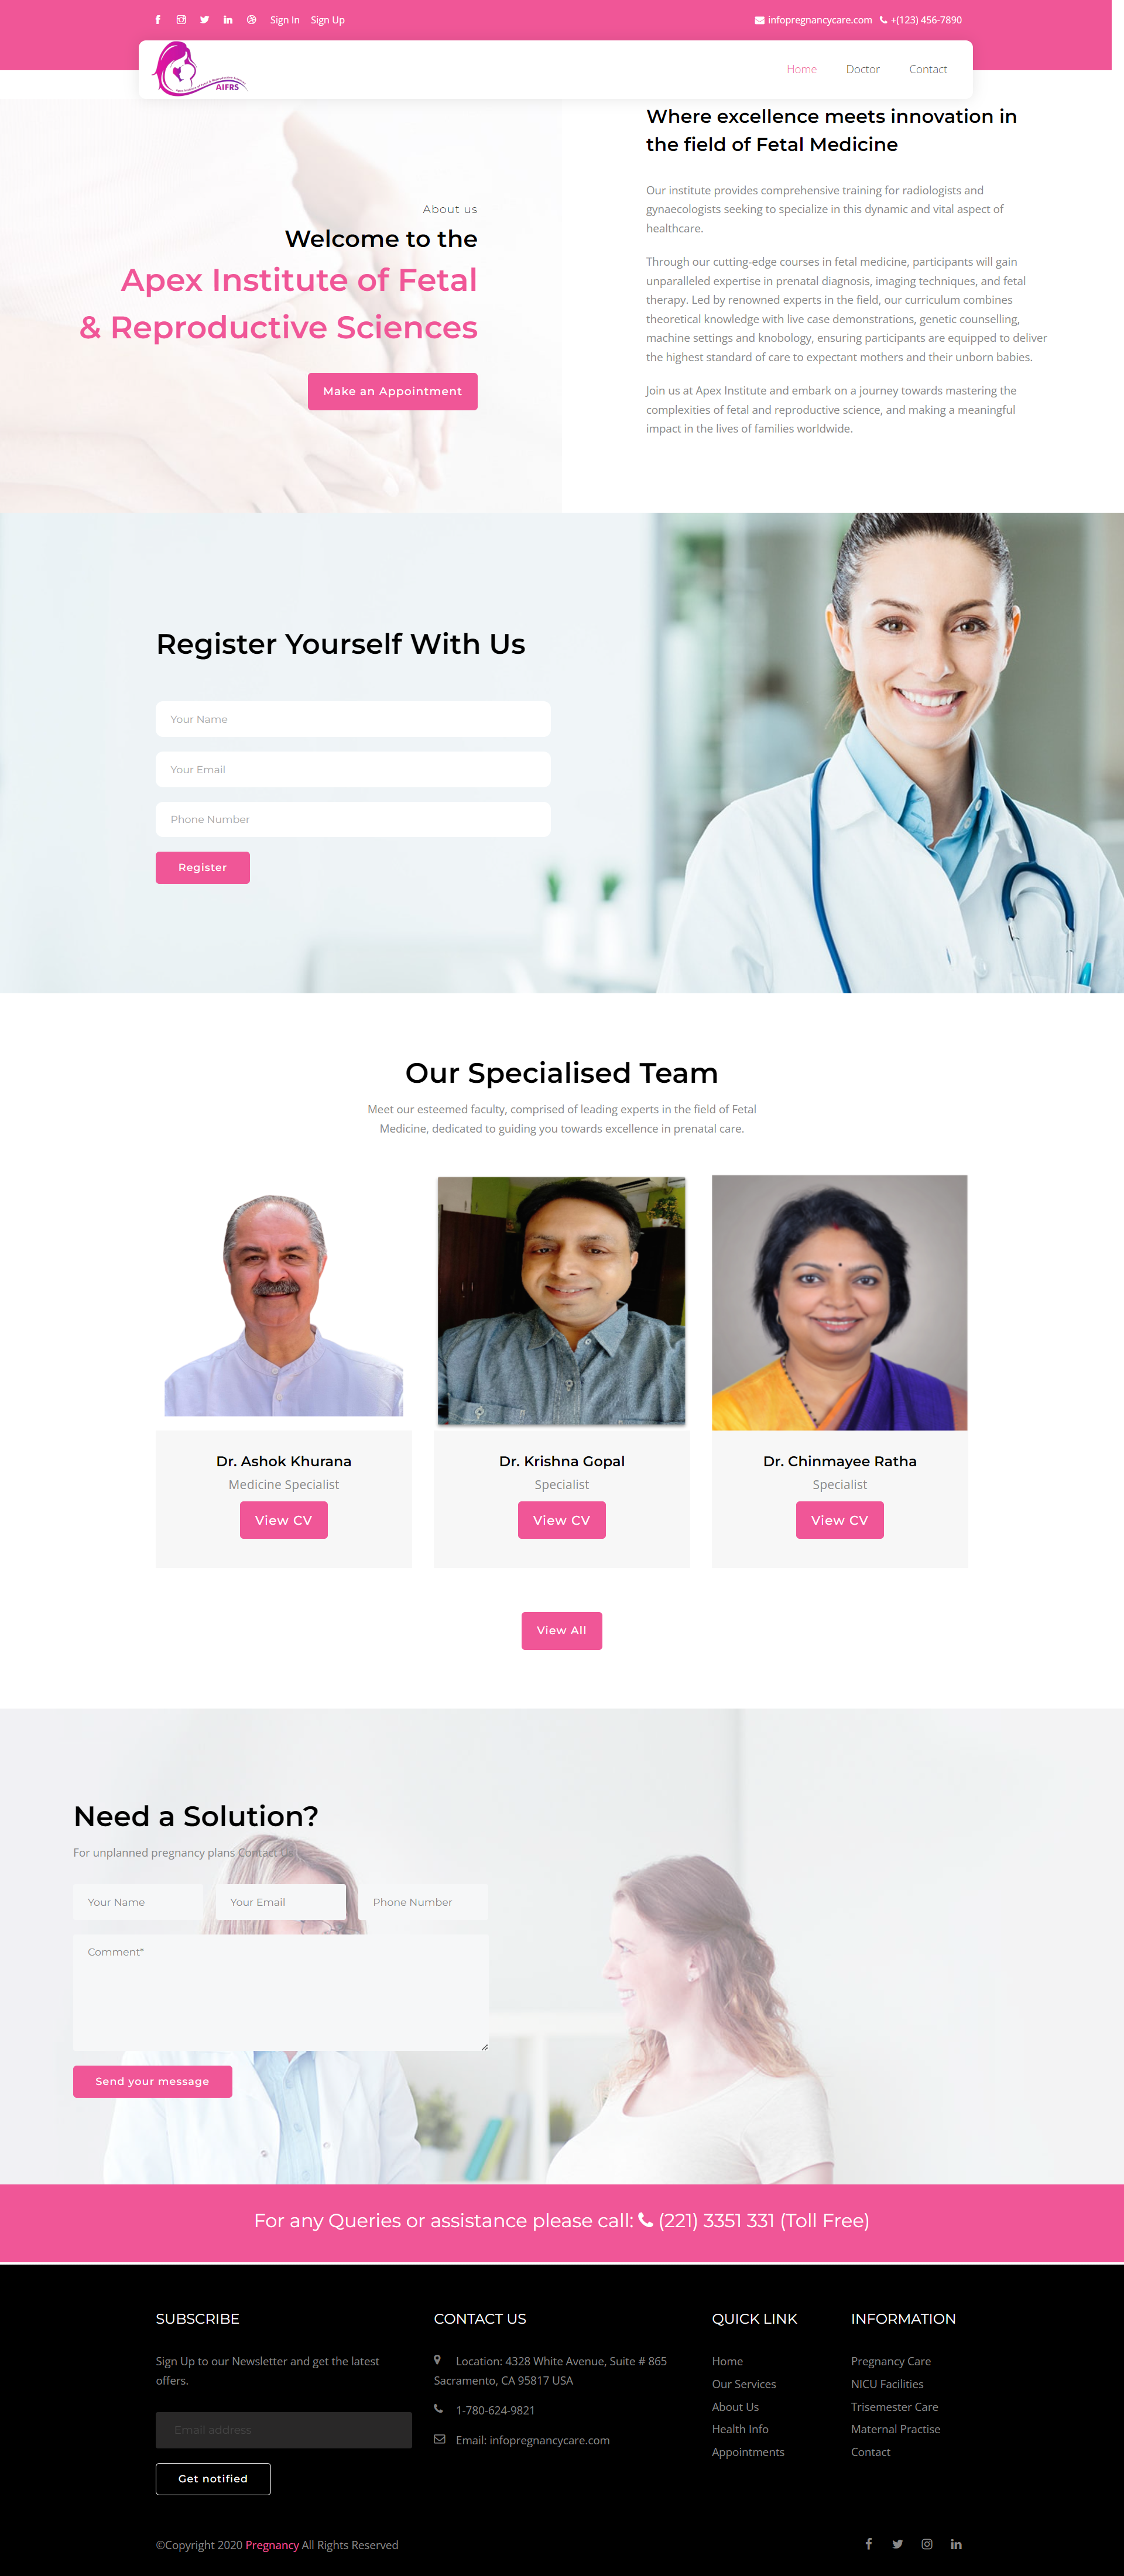 Sign In Sign Up
infopregnancycare.com +(123) 456-7890
AIFRS
Home Doctor Contact
About us
Welcome to the
Apex Institute of Fetal
& Reproductive Sciences
Make an Appointment
Where excellence meets innovation in
the field of Fetal Medicine
Our institute provides comprehensive training for radiologists and
gynaecologists seeking to specialize in this dynamic and vital aspect of
healthcare.
Through our cutting-edge courses in fetal medicine, participants will gain
unparalleled expertise in prenatal diagnosis, imaging techniques, and fetal
therapy. Led by renowned experts in the field, our curriculum combines
theoretical knowledge with live case demonstrations, genetic counselling,
machine settings and knobology, ensuring participants are equipped to deliver
the highest standard of care to expectant mothers and their unborn babies.
Join us at Apex Institute and embark on a journey towards mastering the
complexities of fetal and reproductive science, and making a meaningful
impact in the lives of families worldwide.
Register Yourself With Us
Your Name
Your Email
Phone Number
Register
Our Specialised Team
Meet our esteemed faculty, comprised of leading experts in the field of Fetal
Medicine, dedicated to guiding you towards excellence in prenatal care.
Dr. Ashok Khurana
Medicine Specialist
View CV
Dr. Krishna Gopal
Specialist
View CV
Dr. Chinmayee Ratha
Specialist
View CV
View All
Need a Solution?
For unplanned pregnancy plans Contact
Your Name Your Email Phone Number
Comment*
Send your message
For any Queries or assistance please call: (221) 3351 331 (Toll Free)
SUBSCRIBE
Sign Up to our Newsletter and get the latest
offers.
Email address
Get notified
CONTACT US
Location: 4328 White Avenue, Suite # 865
Sacramento, CA 95817 USA
1-780-624-9821
Email: infopregnancycare.com
QUICK LINK
Home
Our Services
About Us
Health Info
Appointments
INFORMATION
Pregnancy Care
NICU Facilities
Trisemester Care
Maternal Practise
Contact
©Copyright 2020 Pregnancy All Rights Reserved